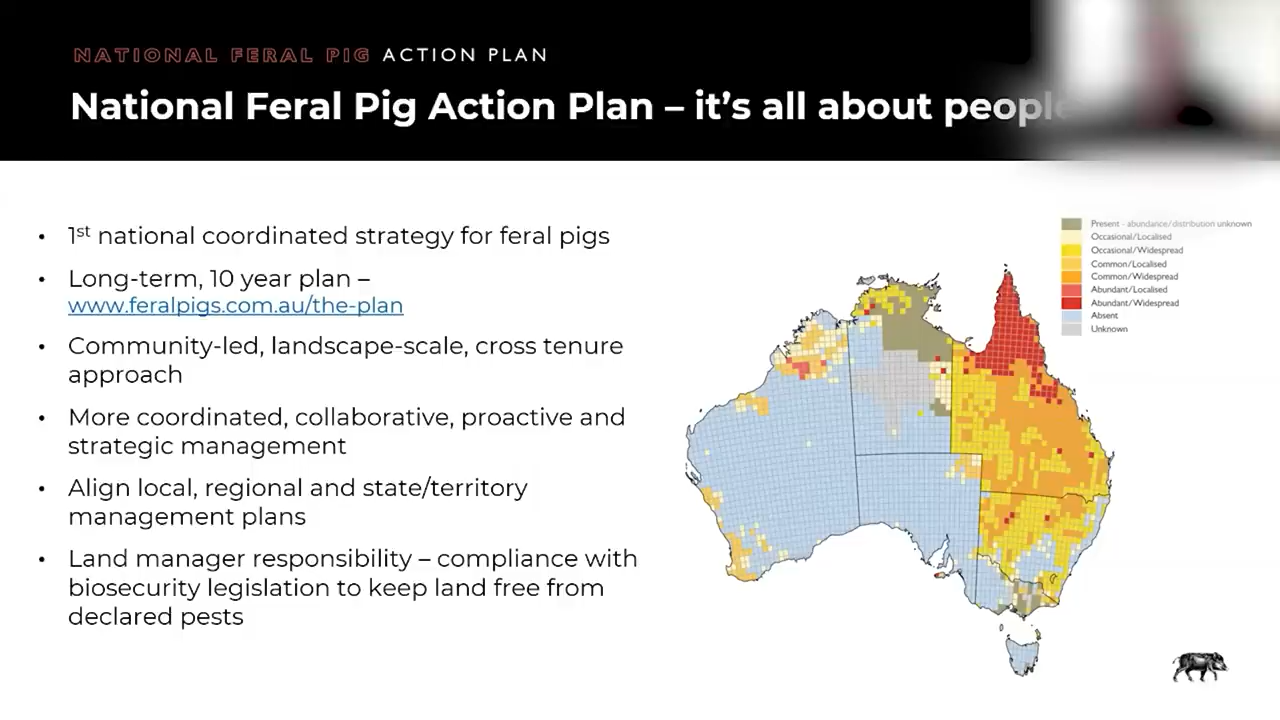 NATIONAL FERAL PIG ACTION PLAN
National Feral Pig Action Plan – it's all about people
• 1st national coordinated strategy for feral pigs
• Long-term, 10 year plan –
www.feralpigs.com.au/the-plan
• Community-led, landscape-scale, cross tenure
approach
• More coordinated, collaborative, proactive and
strategic management
• Align local, regional and state/territory
management plans
• Land manager responsibility – compliance with
biosecurity legislation to keep land free from
declared pests
Present - abundance/distribution unknown
Occasional/Localised
Occasional/Widespread
Common/Localised
Common/Widespread
Abundant/Localised
Abundant/Widespread
Absent
Unknown